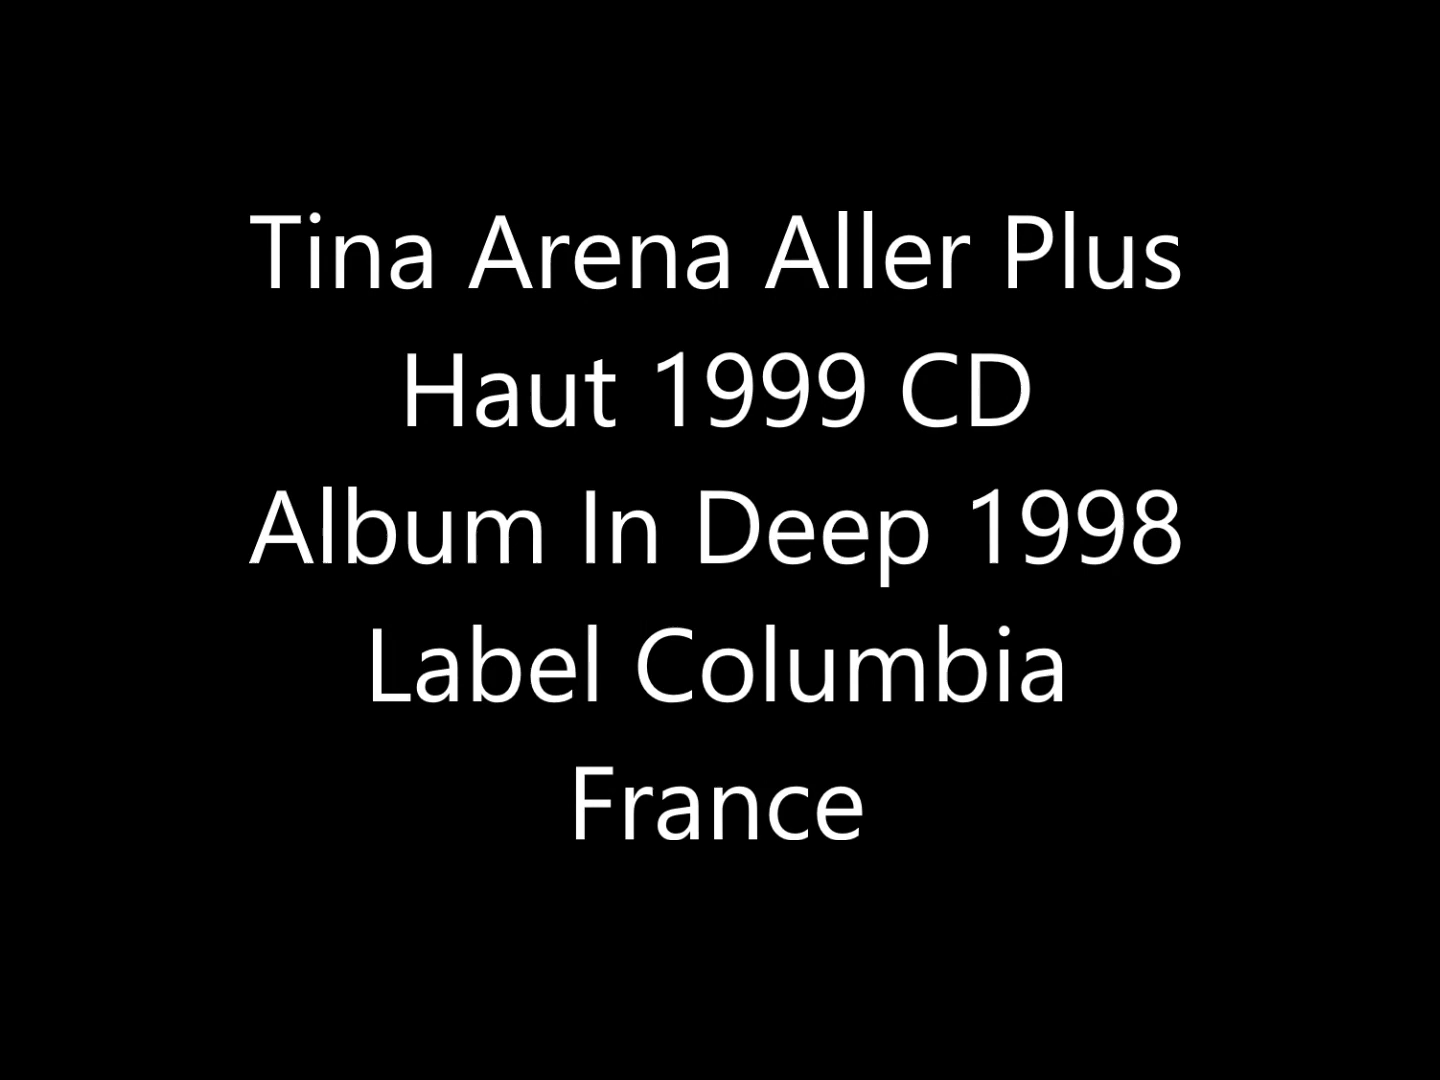 Tina Arena Aller Plus
Haut 1999 CD
Album In Deep 1998
Label Columbia
France